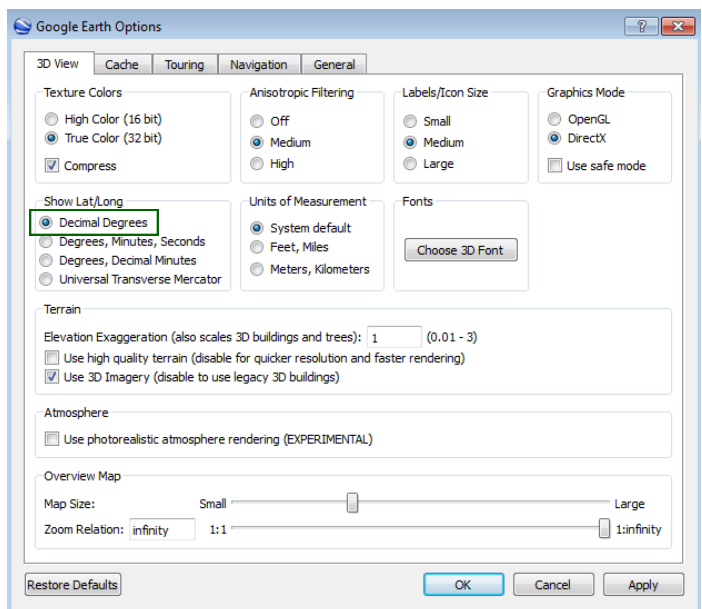 Google Earth Options
3D View Cache Touring Navigation General
Texture Colors
High Color (16 bit)
True Color (32 bit)
Compress
Anisotropic Filtering
Off
Medium
High
Labels/Icon Size
Small
Medium
Large
Graphics Mode
OpenGL
DirectX
Use safe mode
Show Lat/Long
Decimal Degrees
Degrees, Minutes, Seconds
Degrees, Decimal Minutes
Universal Transverse Mercator
Units of Measurement
System default
Feet, Miles
Meters, Kilometers
Fonts
Choose 3D Font
Terrain
Elevation Exaggeration (also scales 3D buildings and trees): 1 (0.01 - 3)
Use high quality terrain (disable for quicker resolution and faster rendering)
Use 3D Imagery (disable to use legacy 3D buildings)
Atmosphere
Use photorealistic atmosphere rendering (EXPERIMENTAL)
Overview Map
Map Size: Small Large
Zoom Relation: infinity 1:1 1:infinity
Restore Defaults OK Cancel Apply